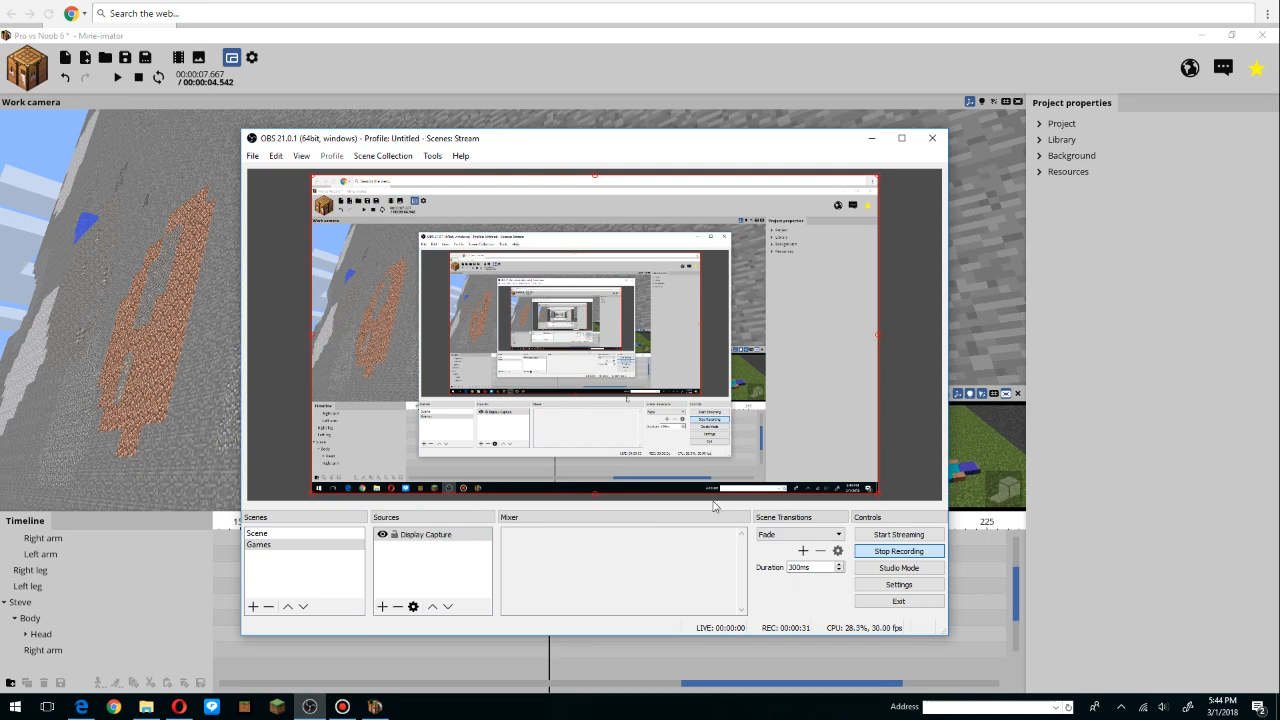 Search the web...
Pro vs Noob 6 * - Mine-imator
00:00:07.667
/ 00:00:04.542
Work camera
Project properties
Project
Library
Background
Resources
OBS 21.0.1 (64bit, windows) - Profile: Untitled - Scenes: Stream
File Edit View Profile Scene Collection Tools Help
Scenes
Scene
Games
Sources
Display Capture
Mixer
Scene Transitions
Fade
Duration 300ms
Controls
Start Streaming
Stop Recording
Studio Mode
Settings
Exit
LIVE: 00:00:00 REC: 00:00:31 CPU: 28.3%, 30.00 fps
Timeline
225
Right arm
Left arm
Right leg
Left leg
Steve
Body
Head
Right arm
Address
5:44 PM
3/1/2018